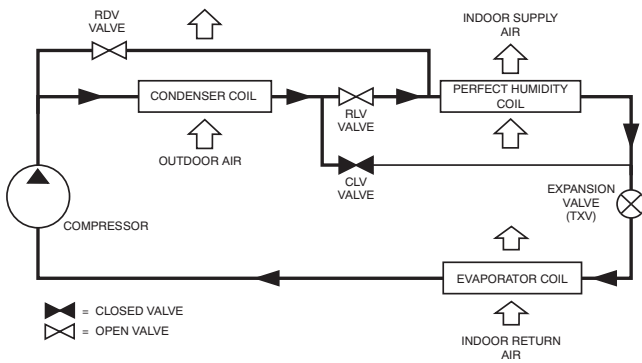 RDV
VALVE
INDOOR SUPPLY
AIR
CONDENSER COIL
RLV
VALVE
PERFECT HUMIDITY
COIL
OUTDOOR AIR
CLV
VALVE
EXPANSION
VALVE
(TXV)
COMPRESSOR
EVAPORATOR COIL
= CLOSED VALVE
= OPEN VALVE
INDOOR RETURN
AIR